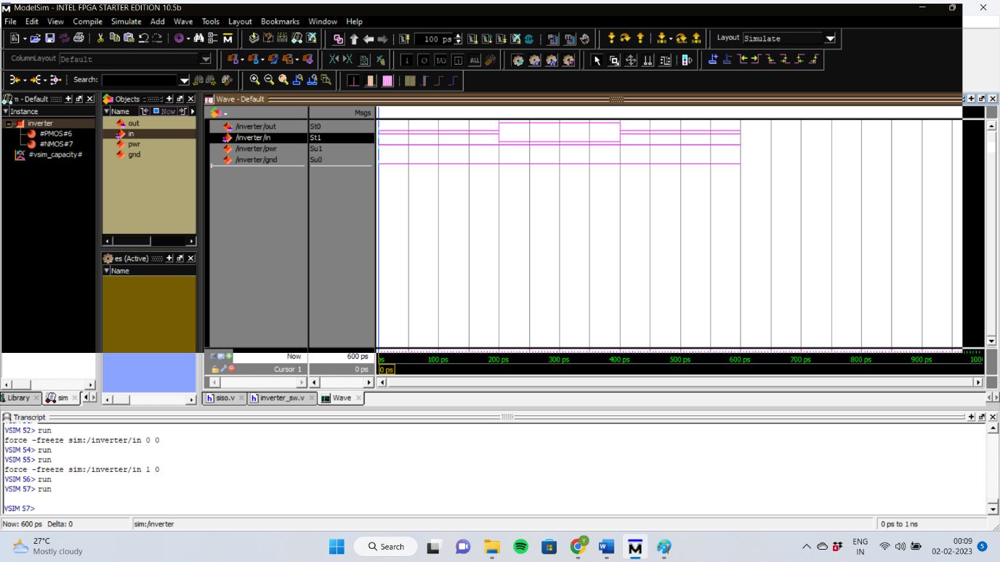 ModelSim - INTEL FPGA STARTER EDITION 10.5b
File Edit View Compile Simulate Add Wave Tools Layout Bookmarks Window Help
100 ps
Layout Simulate
ColumnLayout Default
ALL
Search:
- Default
Objects
Wave - Default
Instance
Name
Now
Msgs
inverter
#PMOS#6
#NMOS#7
#vsim_capacity#
out
in
pwr
gnd
/inverter/out St0
/inverter/in St1
/inverter/pwr Su1
/inverter/gnd Su0
es (Active)
Name
Now 600 ps
Cursor 1 0 ps
ps 100 ps 200 ps 300 ps 400 ps 500 ps 600 ps 700 ps 800 ps 900 ps 1000
0 ps
Library sim
siso.v inverter_sw.v Wave
Transcript
VSIM 52> run
force -freeze sim:/inverter/in 0 0
VSIM 54> run
VSIM 55> run
force -freeze sim:/inverter/in 1 0
VSIM 56> run
VSIM 57> run
VSIM 57>
Now: 600 ps Delta: 0 sim:/inverter 0 ps to 1 ns
27°C
Mostly cloudy
Search
ENG
IN
00:09
02-02-2023
5